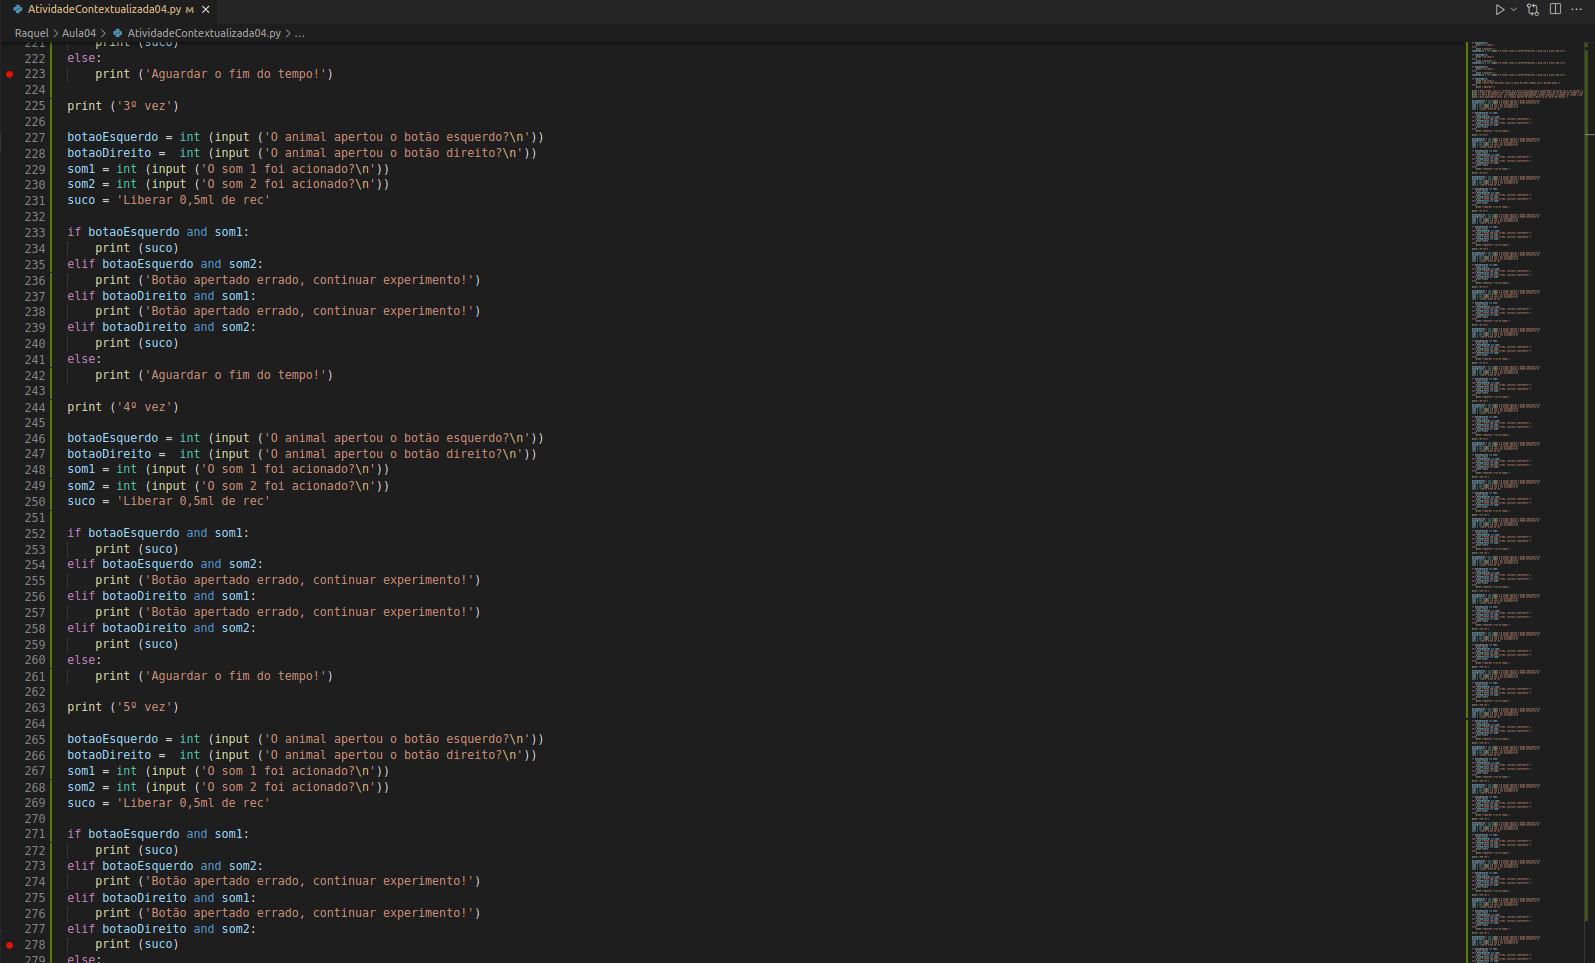 AtividadeContextualizada04.py M
Raquel > Aula04 > AtividadeContextualizada04.py > ...
221 print (suco)
222 else:
223 print ('Aguardar o fim do tempo!')
224
225 print ('3º vez')
226
227 botaoEsquerdo = int (input ('O animal apertou o botão esquerdo?\n'))
228 botaoDireito =  int (input ('O animal apertou o botão direito?\n'))
229 som1 = int (input ('O som 1 foi acionado?\n'))
230 som2 = int (input ('O som 2 foi acionado?\n'))
231 suco = 'Liberar 0,5ml de rec'
232
233 if botaoEsquerdo and som1:
234 print (suco)
235 elif botaoEsquerdo and som2:
236 print ('Botão apertado errado, continuar experimento!')
237 elif botaoDireito and som1:
238 print ('Botão apertado errado, continuar experimento!')
239 elif botaoDireito and som2:
240 print (suco)
241 else:
242 print ('Aguardar o fim do tempo!')
243
244 print ('4º vez')
245
246 botaoEsquerdo = int (input ('O animal apertou o botão esquerdo?\n'))
247 botaoDireito =  int (input ('O animal apertou o botão direito?\n'))
248 som1 = int (input ('O som 1 foi acionado?\n'))
249 som2 = int (input ('O som 2 foi acionado?\n'))
250 suco = 'Liberar 0,5ml de rec'
251
252 if botaoEsquerdo and som1:
253 print (suco)
254 elif botaoEsquerdo and som2:
255 print ('Botão apertado errado, continuar experimento!')
256 elif botaoDireito and som1:
257 print ('Botão apertado errado, continuar experimento!')
258 elif botaoDireito and som2:
259 print (suco)
260 else:
261 print ('Aguardar o fim do tempo!')
262
263 print ('5º vez')
264
265 botaoEsquerdo = int (input ('O animal apertou o botão esquerdo?\n'))
266 botaoDireito =  int (input ('O animal apertou o botão direito?\n'))
267 som1 = int (input ('O som 1 foi acionado?\n'))
268 som2 = int (input ('O som 2 foi acionado?\n'))
269 suco = 'Liberar 0,5ml de rec'
270
271 if botaoEsquerdo and som1:
272 print (suco)
273 elif botaoEsquerdo and som2:
274 print ('Botão apertado errado, continuar experimento!')
275 elif botaoDireito and som1:
276 print ('Botão apertado errado, continuar experimento!')
277 elif botaoDireito and som2:
278 print (suco)
279 else: